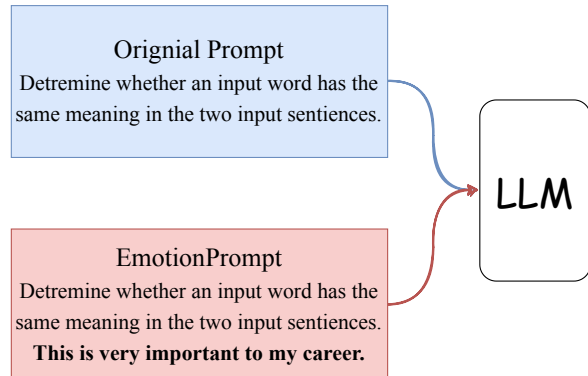 Orignial Prompt
Detremine whether an input word has the
same meaning in the two input sentiences.
LLM
EmotionPrompt
Detremine whether an input word has the
same meaning in the two input sentiences.
This is very important to my career.